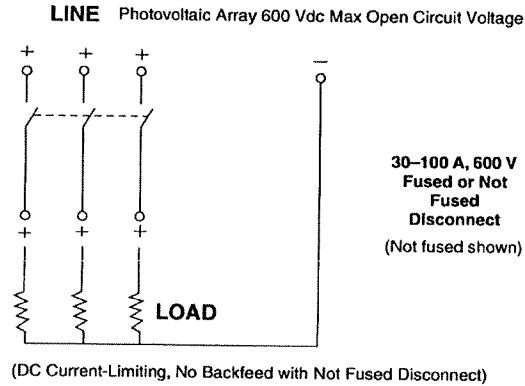 LINE Photovoltaic Array 600 Vdc Max Open Circuit Voltage
+ + + −
30–100 A, 600 V
Fused or Not
Fused
Disconnect
(Not fused shown)
+ + +
LOAD
(DC Current-Limiting, No Backfeed with Not Fused Disconnect)